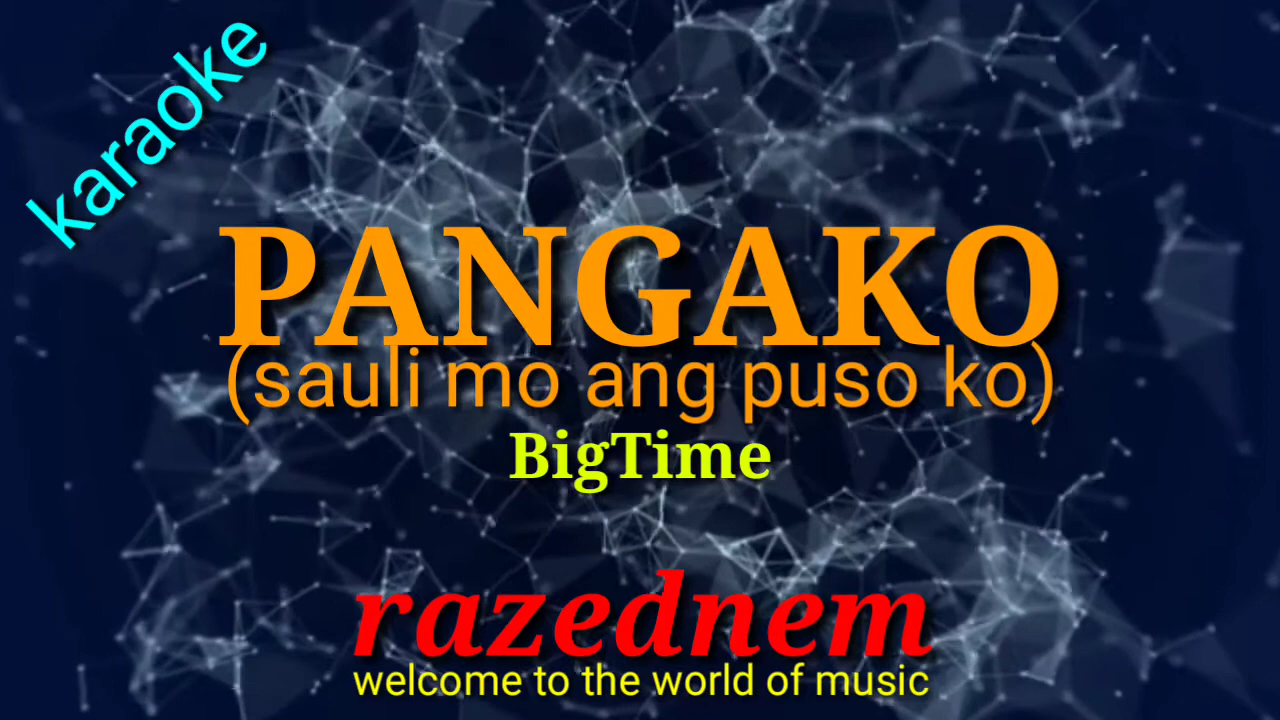 karaoke
PANGAKO
(sauli mo ang puso ko)
BigTime
razednem
welcome to the world of music